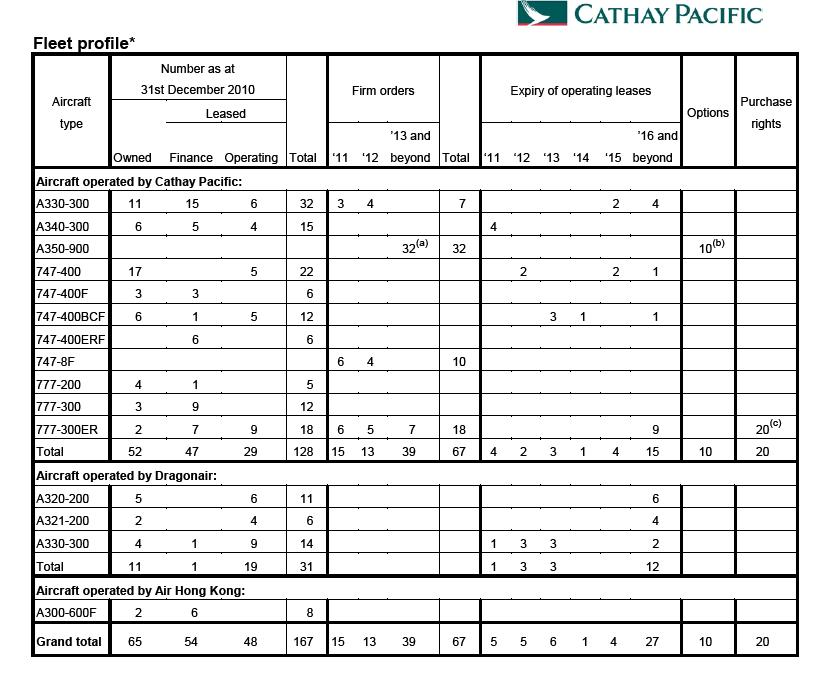 CATHAY PACIFIC
Fleet profile*
Aircraft type Number as at 31st December 2010 Leased Owned Finance Operating Total Firm orders '11 '12 '13 and beyond Total Expiry of operating leases '11 '12 '13 '14 '15 '16 and beyond Options Purchase rights
Aircraft operated by Cathay Pacific:
A330-300 11 15 6 32 3 4 7 2 4
A340-300 6 5 4 15 4
A350-900 32(a) 32 10(b)
747-400 17 5 22 2 2 1
747-400F 3 3 6
747-400BCF 6 1 5 12 3 1 1
747-400ERF 6 6
747-8F 6 4 10
777-200 4 1 5
777-300 3 9 12
777-300ER 2 7 9 18 6 5 7 18 9 20(c)
Total 52 47 29 128 15 13 39 67 4 2 3 1 4 15 10 20
Aircraft operated by Dragonair:
A320-200 5 6 11 6
A321-200 2 4 6 4
A330-300 4 1 9 14 1 3 3 2
Total 11 1 19 31 1 3 3 12
Aircraft operated by Air Hong Kong:
A300-600F 2 6 8
Grand total 65 54 48 167 15 13 39 67 5 5 6 1 4 27 10 20